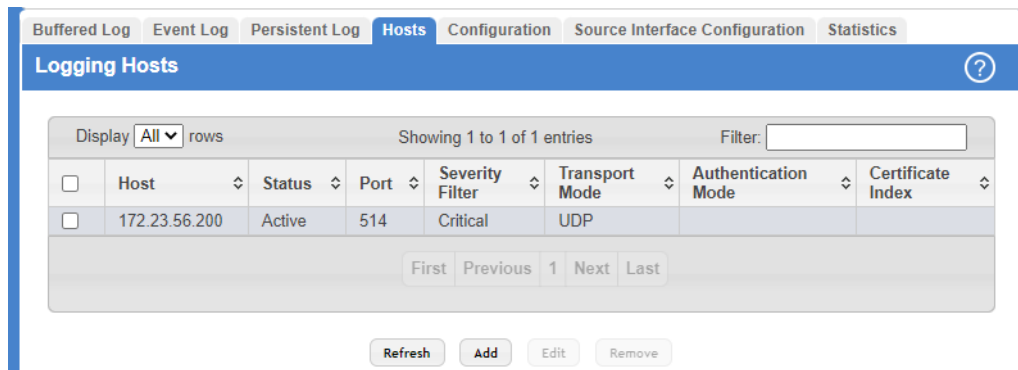 Buffered Log Event Log Persistent Log Hosts Configuration Source Interface Configuration Statistics
Logging Hosts ?
Display All rows Showing 1 to 1 of 1 entries Filter:
Host Status Port Severity Filter Transport Mode Authentication Mode Certificate Index
172.23.56.200 Active 514 Critical UDP
First Previous 1 Next Last
Refresh Add Edit Remove